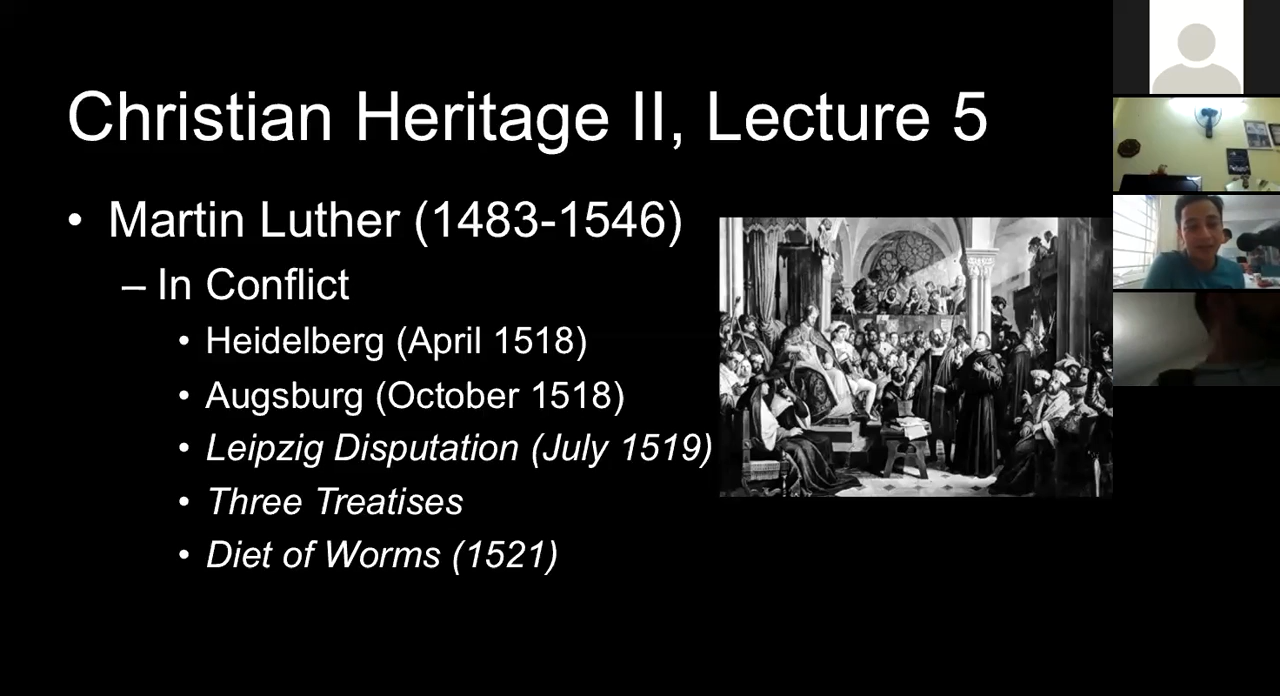 Christian Heritage II, Lecture 5
• Martin Luther (1483-1546)
– In Conflict
• Heidelberg (April 1518)
• Augsburg (October 1518)
• Leipzig Disputation (July 1519)
• Three Treatises
• Diet of Worms (1521)